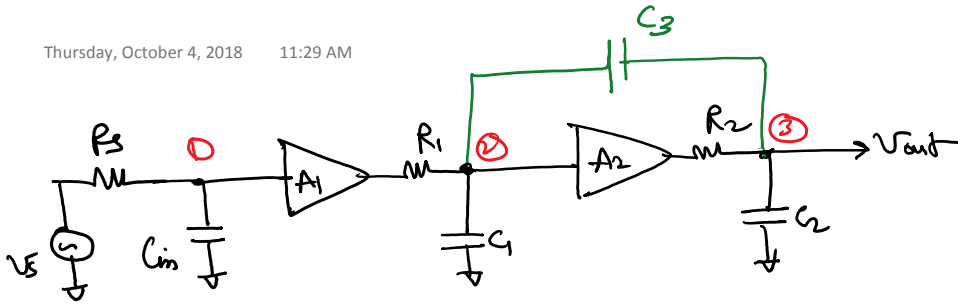 C3
Thursday, October 4, 2018 11:29 AM
Rs
1
R1
2
R2
3
A1
A2
Vout
Vs
Cin
C1
C2